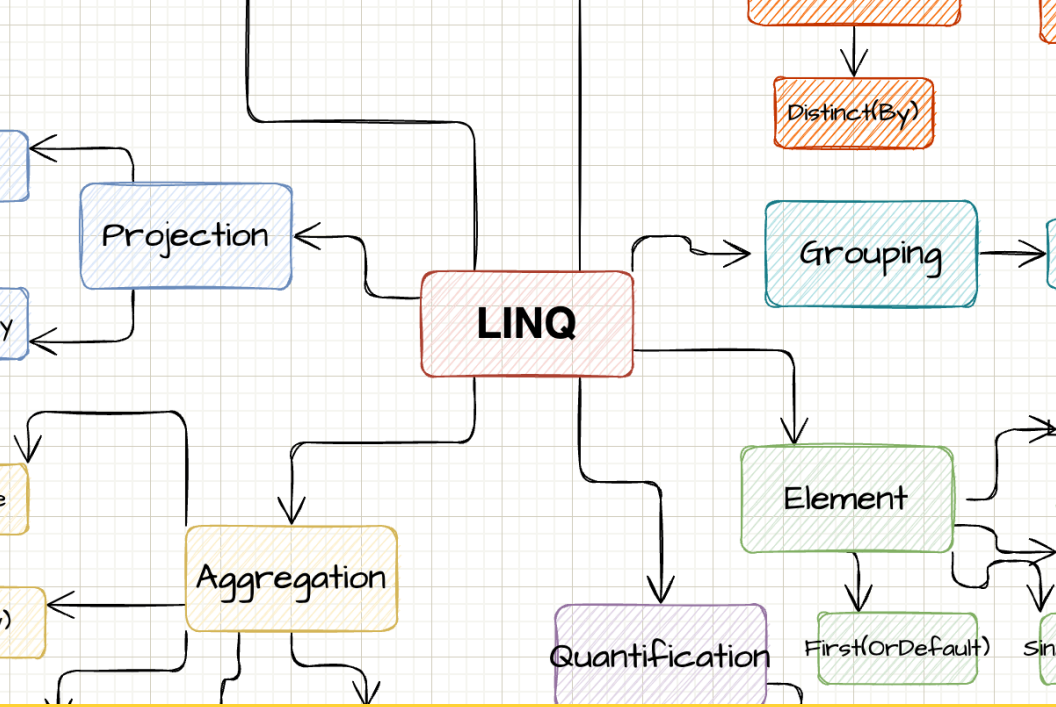 Distinct(By)
Projection
Grouping
LINQ
Element
Aggregation
First(OrDefault)
Quantification